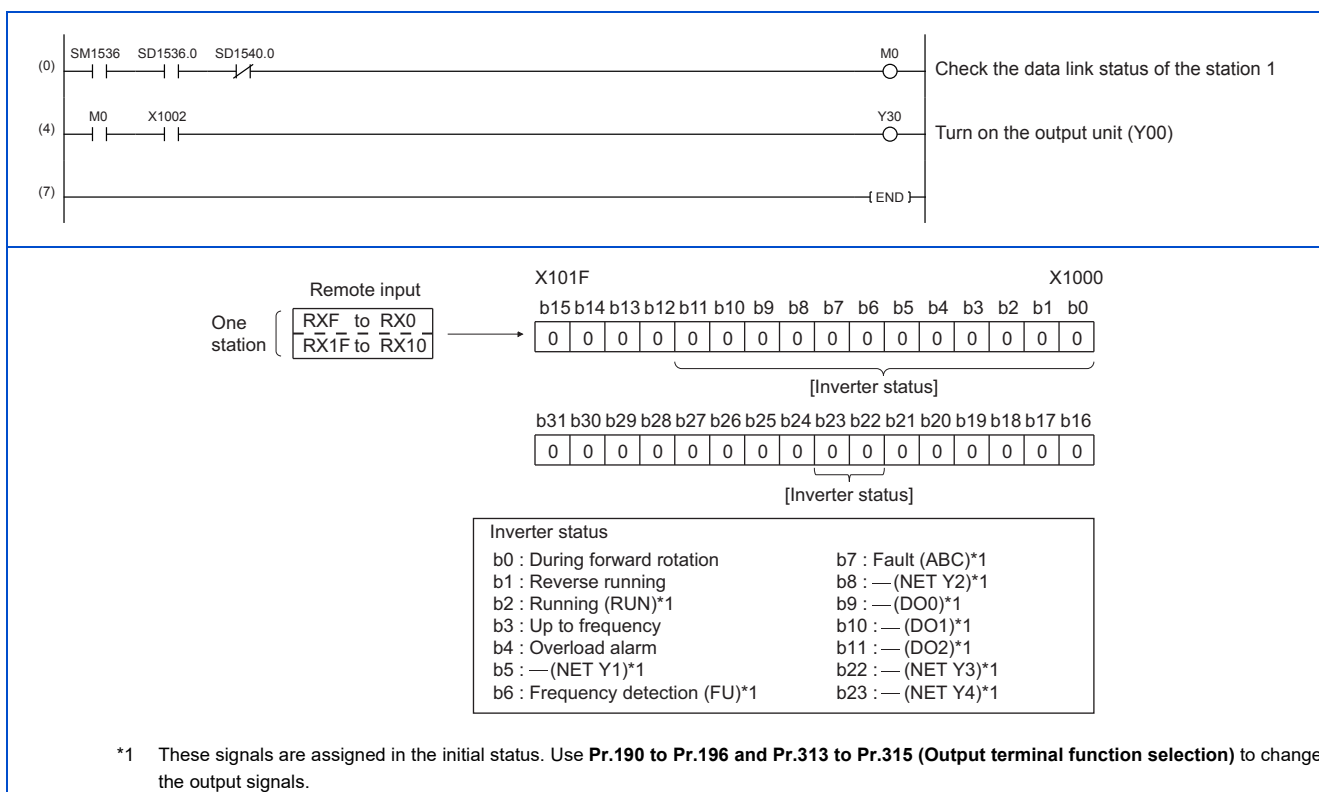 SM1536 SD1536.0 SD1540.0 M0
(0) Check the data link status of the station 1
M0 X1002 Y30
(4) Turn on the output unit (Y00)
(7) END
X101F X1000
Remote input
b15 b14 b13 b12 b11 b10 b9 b8 b7 b6 b5 b4 b3 b2 b1 b0
One station RXF to RX0
RX1F to RX10
0 0 0 0 0 0 0 0 0 0 0 0 0 0 0 0
[Inverter status]
b31 b30 b29 b28 b27 b26 b25 b24 b23 b22 b21 b20 b19 b18 b17 b16
0 0 0 0 0 0 0 0 0 0 0 0 0 0 0 0
[Inverter status]
Inverter status
b0 : During forward rotation b7 : Fault (ABC)*1
b1 : Reverse running b8 : — (NET Y2)*1
b2 : Running (RUN)*1 b9 : — (DO0)*1
b3 : Up to frequency b10 : — (DO1)*1
b4 : Overload alarm b11 : — (DO2)*1
b5 : — (NET Y1)*1 b22 : — (NET Y3)*1
b6 : Frequency detection (FU)*1 b23 : — (NET Y4)*1
*1 These signals are assigned in the initial status. Use Pr.190 to Pr.196 and Pr.313 to Pr.315 (Output terminal function selection) to change
the output signals.